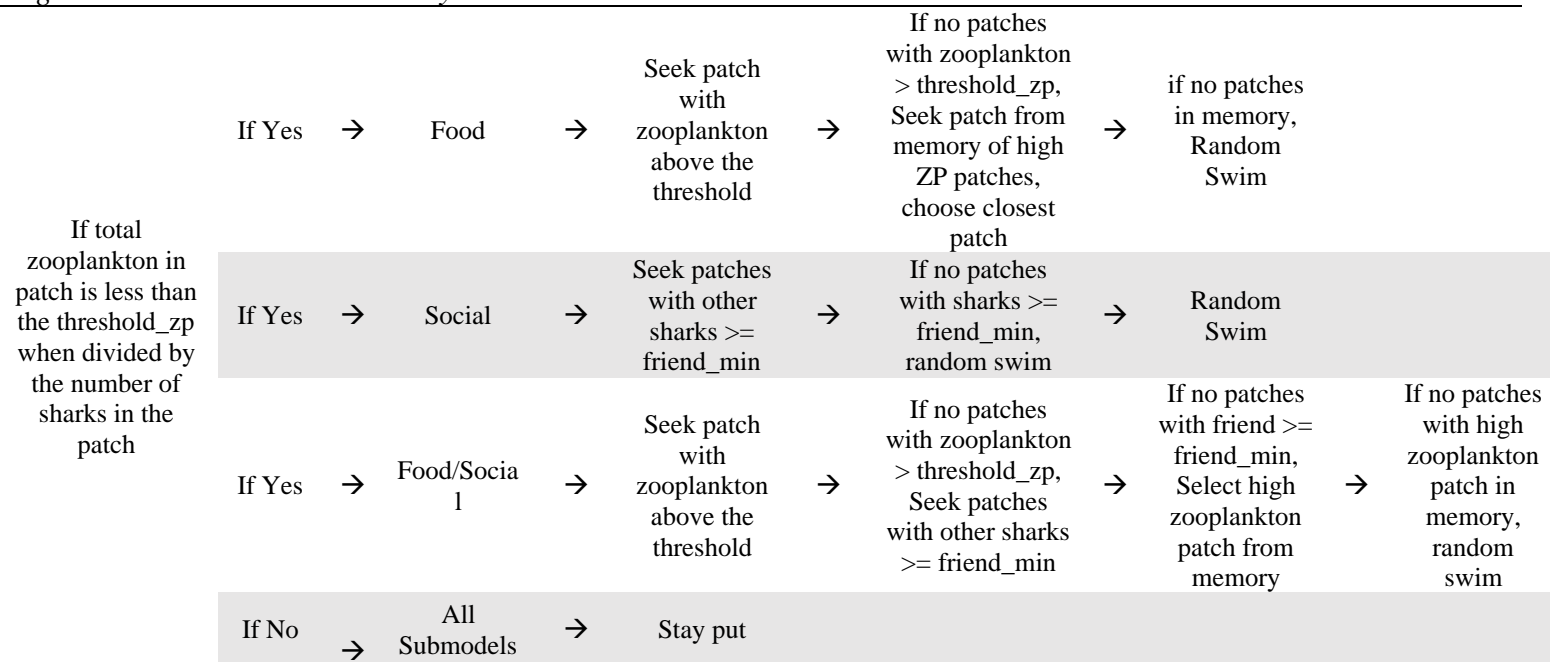 If total
zooplankton in
patch is less than
the threshold_zp
when divided by
the number of
sharks in the
patch
If Yes
→
Food
→
Seek patch
with
zooplankton
above the
threshold
→
If no patches
with zooplankton
> threshold_zp,
Seek patch from
memory of high
ZP patches,
choose closest
patch
→
if no patches
in memory,
Random
Swim
If Yes
→
Social
→
Seek patches
with other
sharks >=
friend_min
→
If no patches
with sharks >=
friend_min,
random swim
→
Random
Swim
If Yes
→
Food/Socia
l
→
Seek patch
with
zooplankton
above the
threshold
→
If no patches
with zooplankton
> threshold_zp,
Seek patches
with other sharks
>= friend_min
→
If no patches
with friend >=
friend_min,
Select high
zooplankton
patch from
memory
→
If no patches
with high
zooplankton
patch in
memory,
random
swim
If No
→
All
Submodels
→
Stay put